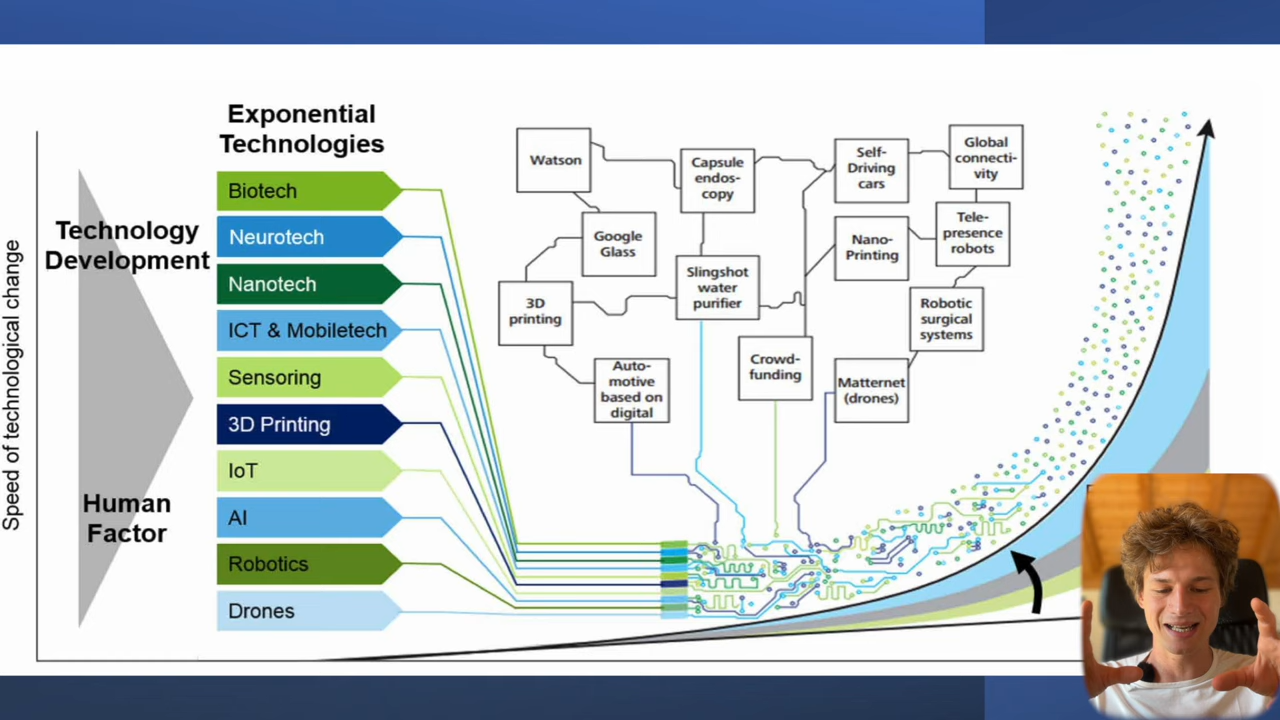 Speed of technological change
Technology
Development
Human
Factor
Exponential
Technologies
Biotech
Neurotech
Nanotech
ICT & Mobiletech
Sensoring
3D Printing
IoT
AI
Robotics
Drones
Watson
Google
Glass
3D
printing
Auto-
motive
based on
digital
Capsule
endos-
copy
Slingshot
water
purifier
Crowd-
funding
Self-
Driving
cars
Nano-
Printing
Matternet
(drones)
Global
connecti-
vity
Tele-
presence
robots
Robotic
surgical
systems